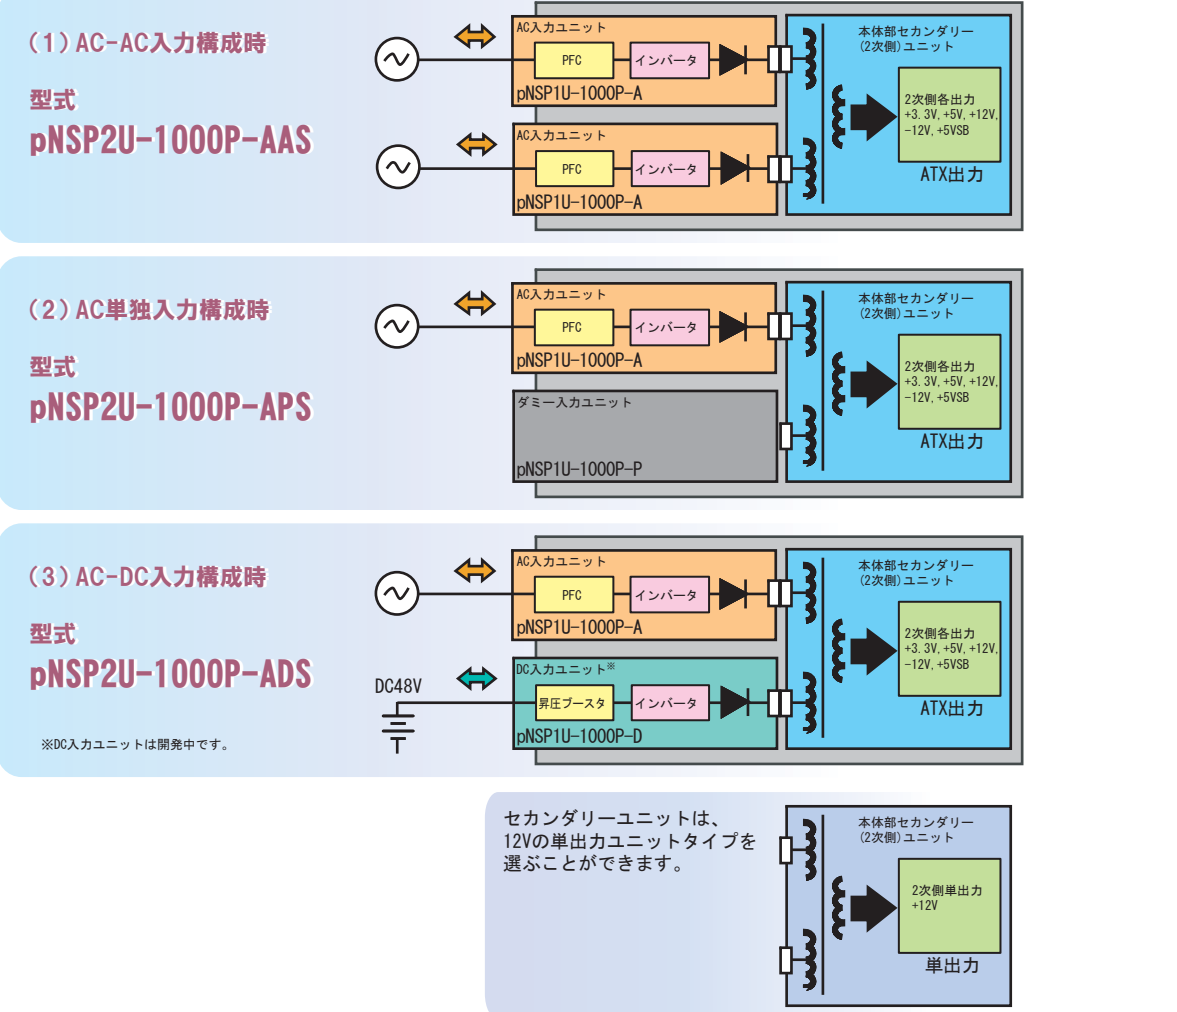 （1）AC-AC入力構成時
型式
pNSP2U-1000P-AAS
AC入力ユニット
PFC
インバータ
pNSP1U-1000P-A
AC入力ユニット
PFC
インバータ
pNSP1U-1000P-A
本体部セカンダリー
(2次側)ユニット
2次側各出力
+3.3V,+5V,+12V,
-12V,+5VSB
ATX出力
（2）AC単独入力構成時
型式
pNSP2U-1000P-APS
AC入力ユニット
PFC
インバータ
pNSP1U-1000P-A
ダミー入力ユニット
pNSP1U-1000P-P
本体部セカンダリー
(2次側)ユニット
2次側各出力
+3.3V,+5V,+12V,
-12V,+5VSB
ATX出力
（3）AC-DC入力構成時
型式
pNSP2U-1000P-ADS
※DC入力ユニットは開発中です。
AC入力ユニット
PFC
インバータ
pNSP1U-1000P-A
DC48V
DC入力ユニット※
昇圧ブースタ
インバータ
pNSP1U-1000P-D
本体部セカンダリー
(2次側)ユニット
2次側各出力
+3.3V,+5V,+12V,
-12V,+5VSB
ATX出力
セカンダリーユニットは、
12Vの単出力ユニットタイプを
選ぶことができます。
本体部セカンダリー
(2次側)ユニット
2次側単出力
+12V
単出力